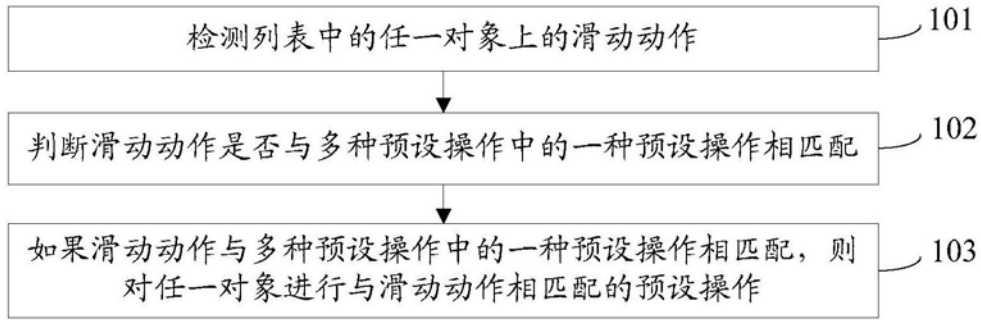 检测列表中的任一对象上的滑动动作
101
判断滑动动作是否与多种预设操作中的一种预设操作相匹配
102
如果滑动动作与多种预设操作中的一种预设操作相匹配，则
对任一对象进行与滑动动作相匹配的预设操作
103